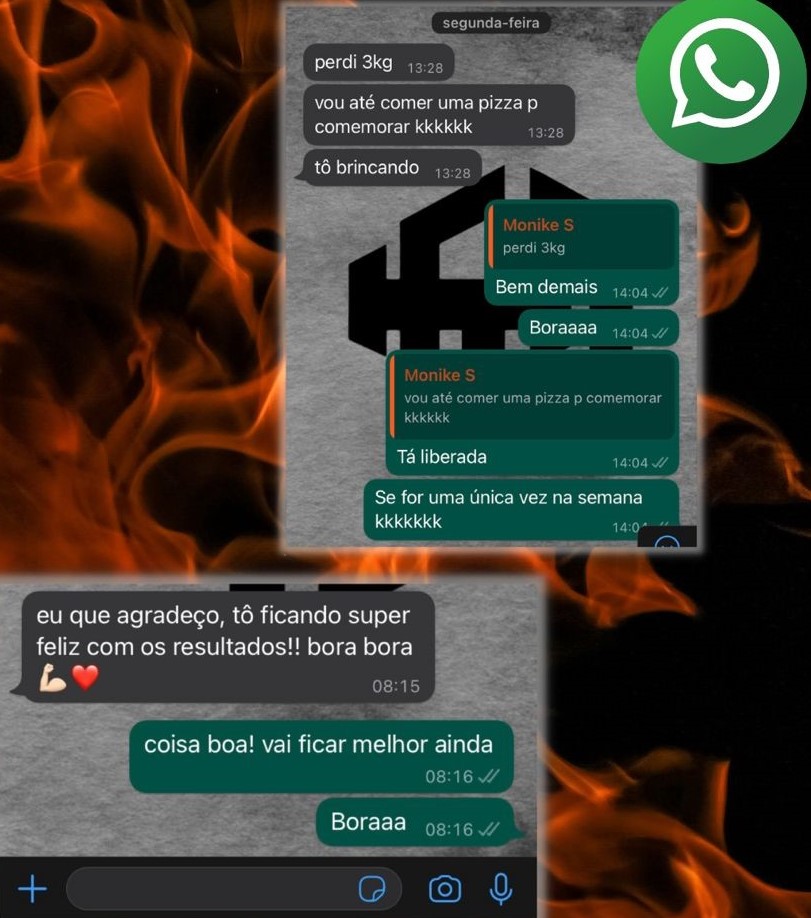 segunda-feira
perdi 3kg 13:28
vou até comer uma pizza p
comemorar kkkkkk 13:28
tô brincando 13:28
Monike S
perdi 3kg
Bem demais 14:04
Boraaaa 14:04
Monike S
vou até comer uma pizza p comemorar
kkkkkk
Tá liberada 14:04
Se for uma única vez na semana
kkkkkkk 14:04
eu que agradeço, tô ficando super
feliz com os resultados!! bora bora
💪🏻❤️ 08:15
coisa boa! vai ficar melhor ainda
08:16
Boraaa 08:16